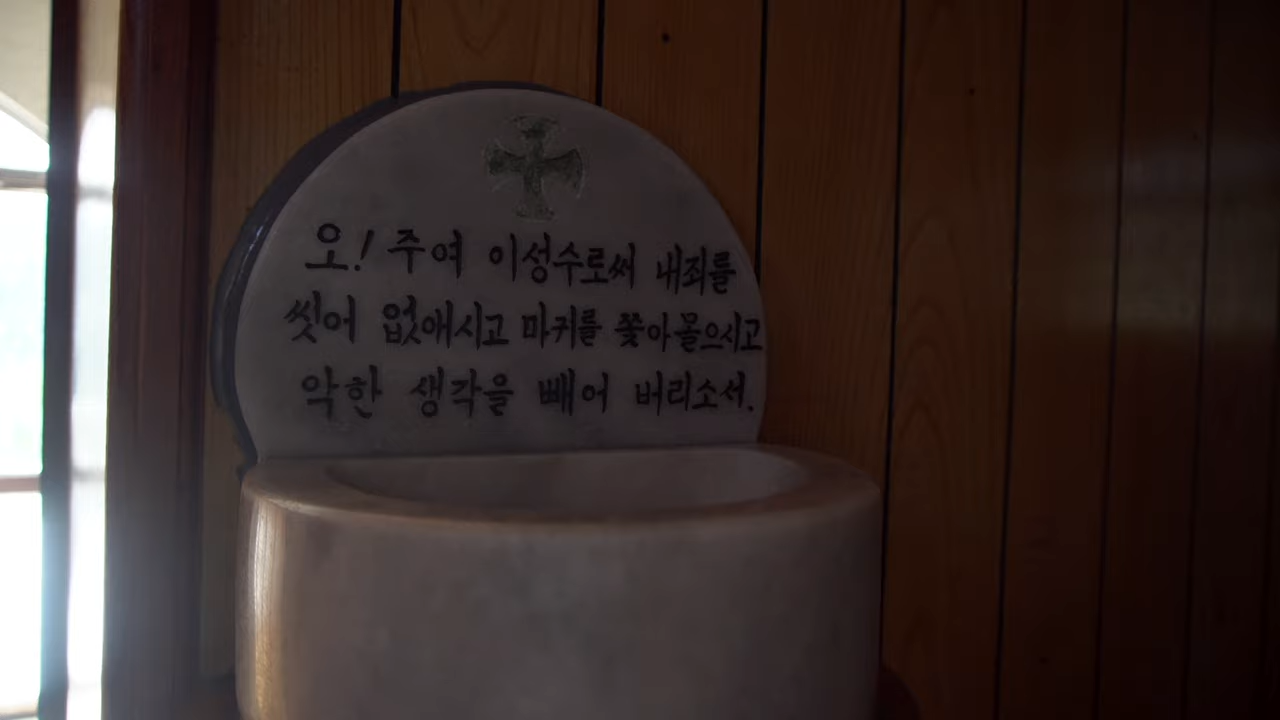 오! 주여 이성수로써 내죄를
씻어 없애시고 마귀를 쫓아몰으시고
악한 생각을 빼어 버리소서.